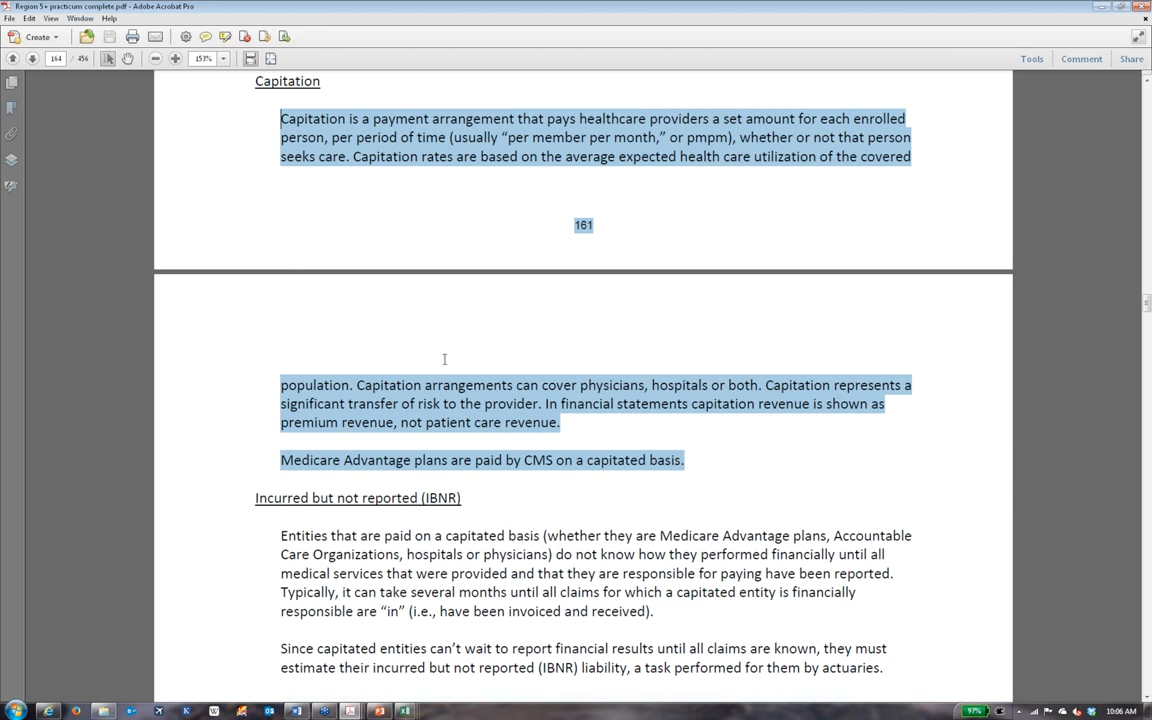 Region 5+ practicum complete.pdf - Adobe Acrobat Pro
File Edit View Window Help
Create
164 / 456 153% Tools Comment Share
Capitation
Capitation is a payment arrangement that pays healthcare providers a set amount for each enrolled
person, per period of time (usually “per member per month,” or pmpm), whether or not that person
seeks care. Capitation rates are based on the average expected health care utilization of the covered
161
population. Capitation arrangements can cover physicians, hospitals or both. Capitation represents a
significant transfer of risk to the provider. In financial statements capitation revenue is shown as
premium revenue, not patient care revenue.
Medicare Advantage plans are paid by CMS on a capitated basis.
Incurred but not reported (IBNR)
Entities that are paid on a capitated basis (whether they are Medicare Advantage plans, Accountable
Care Organizations, hospitals or physicians) do not know how they performed financially until all
medical services that were provided and that they are responsible for paying have been reported.
Typically, it can take several months until all claims for which a capitated entity is financially
responsible are “in” (i.e., have been invoiced and received).
Since capitated entities can’t wait to report financial results until all claims are known, they must
estimate their incurred but not reported (IBNR) liability, a task performed for them by actuaries.
97% 10:06 AM